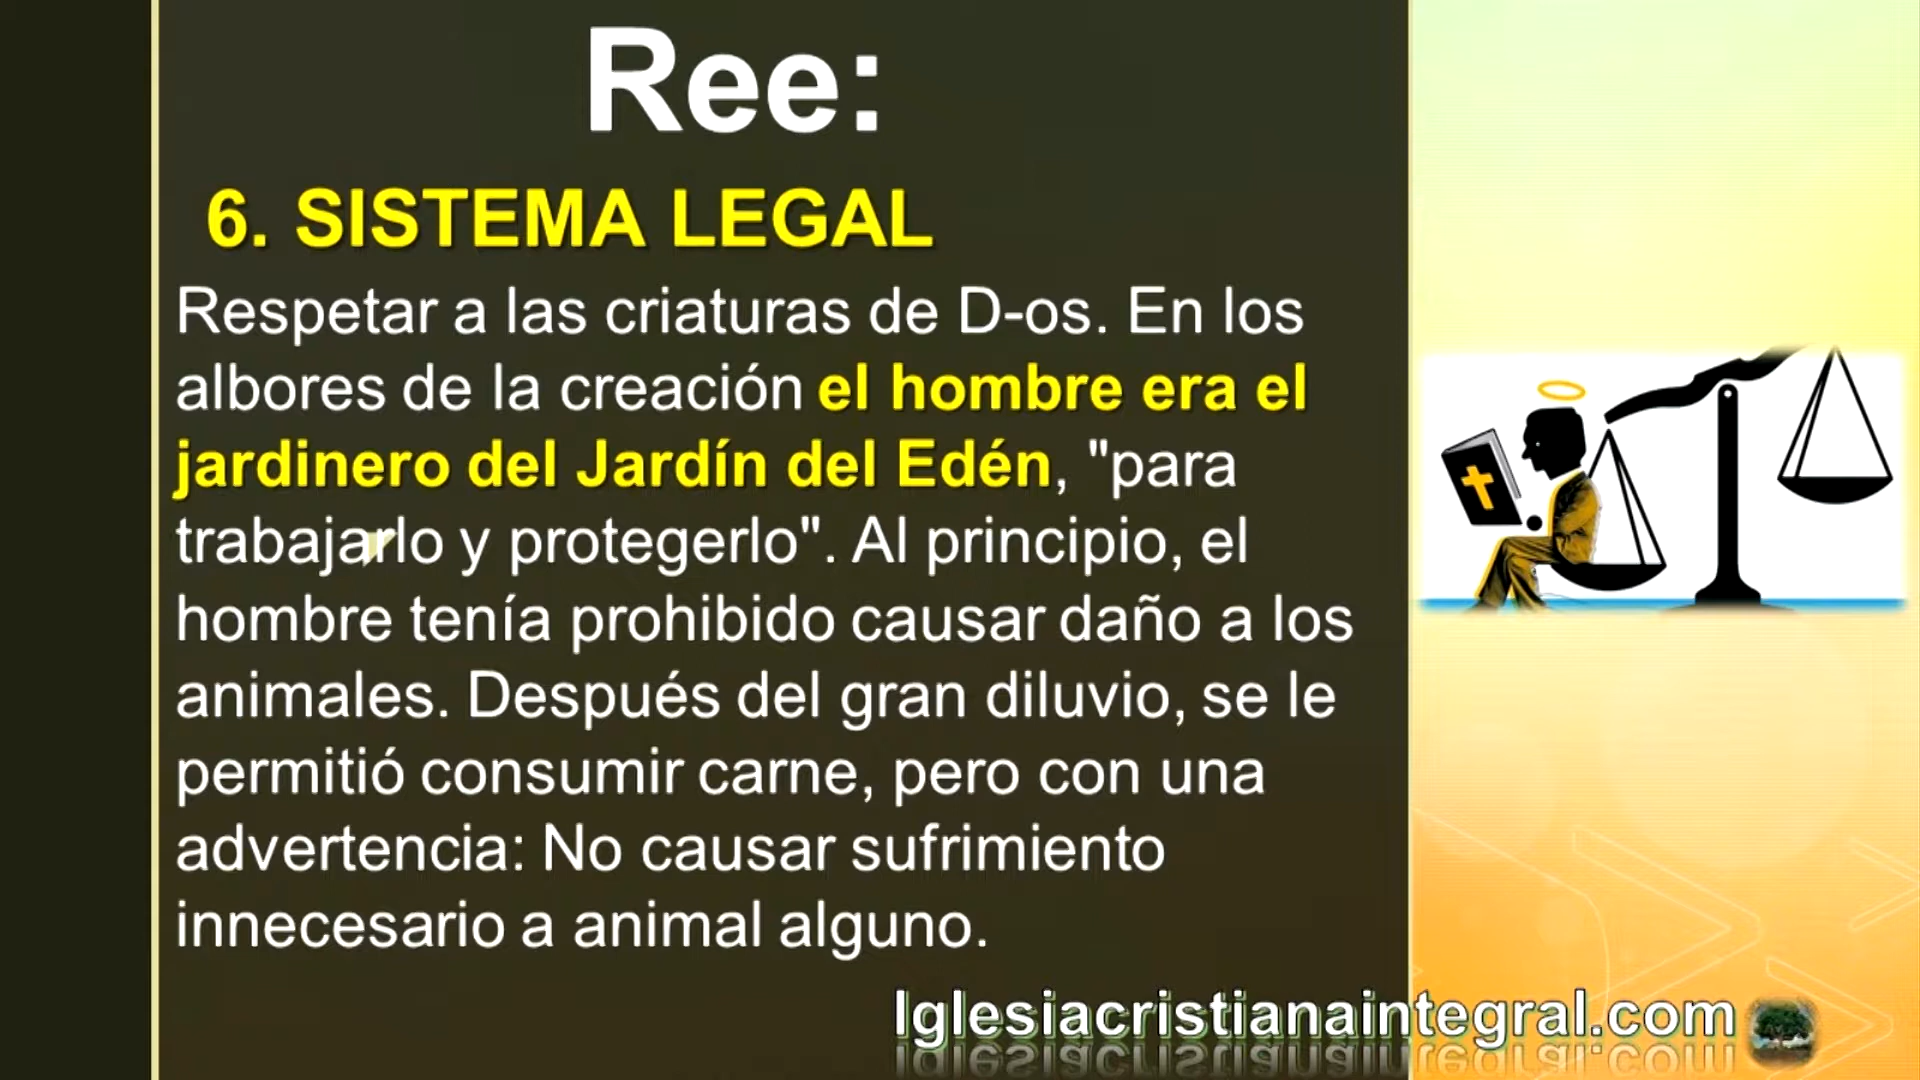 Ree:
6. SISTEMA LEGAL
Respetar a las criaturas de D-os. En los
albores de la creación el hombre era el
jardinero del Jardín del Edén, "para
trabajarlo y protegerlo". Al principio, el
hombre tenía prohibido causar daño a los
animales. Después del gran diluvio, se le
permitió consumir carne, pero con una
advertencia: No causar sufrimiento
innecesario a animal alguno.
Iglesiacristianaintegral.com